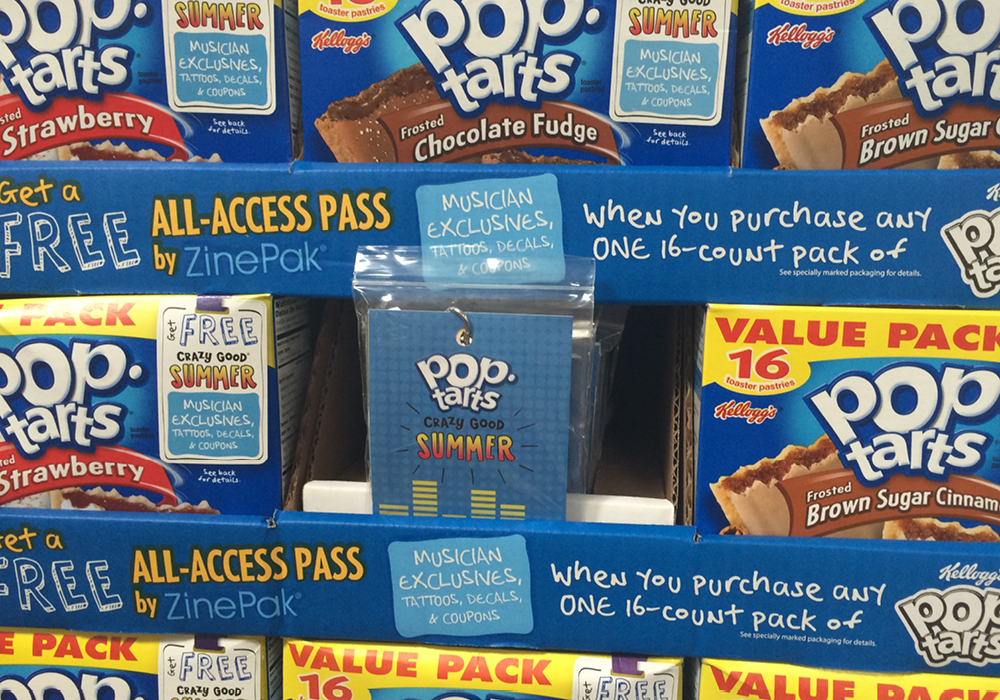 SUMMER
MUSICIAN
EXCLUSIVES,
TATTOOS, DECALS,
& COUPONS
See back
for details.
pop.
tarts
Strawberry
toaster pastries
Kellogg's
pop.
tarts
Frosted
Chocolate Fudge
SUMMER
MUSICIAN
EXCLUSIVES,
TATTOOS, DECALS,
& COUPONS
See back
for details.
toaster pastries
Kellogg's
Frosted
Brown Sugar
Get a
FREE
ALL-ACCESS PASS
by ZinePak
MUSICIAN
EXCLUSIVES,
TATTOOS, DECALS,
& COUPONS
When You Purchase any
ONE 16-count pack of
See specially marked packaging for details.
PACK
pop.
tarts
Strawberry
Get FREE
CRAZY GOOD
SUMMER
MUSICIAN
EXCLUSIVES,
TATTOOS, DECALS,
& COUPONS
See back
for details.
pop.
tarts
CRAZY GOOD
SUMMER
VALUE PACK
16
toaster pastries
Kellogg's
pop
tarts
Frosted
Brown Sugar Cinnam
ALL-ACCESS PASS
by ZinePak
MUSICIAN
EXCLUSIVES,
TATTOOS, DECALS,
& COUPONS
When You Purchase any
ONE 16-count pack of
See specially marked packaging for details.
Kellogg
pop
tarts
E PACK
Get FREE
CRAZY GOOD
VALUE PACK
16
Get FREE
VALUE PACK